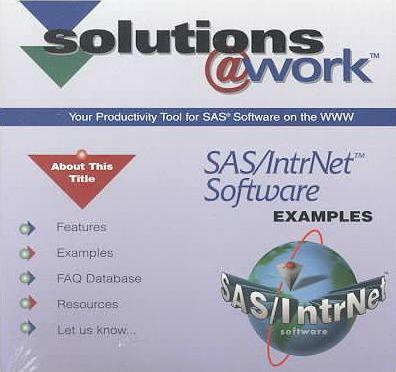 solutions
@work™
Your Productivity Tool for SAS® Software on the WWW
About This
Title
SAS/IntrNet™
Software
EXAMPLES
Features
Examples
FAQ Database
Resources
Let us know...
SAS/IntrNet™
software